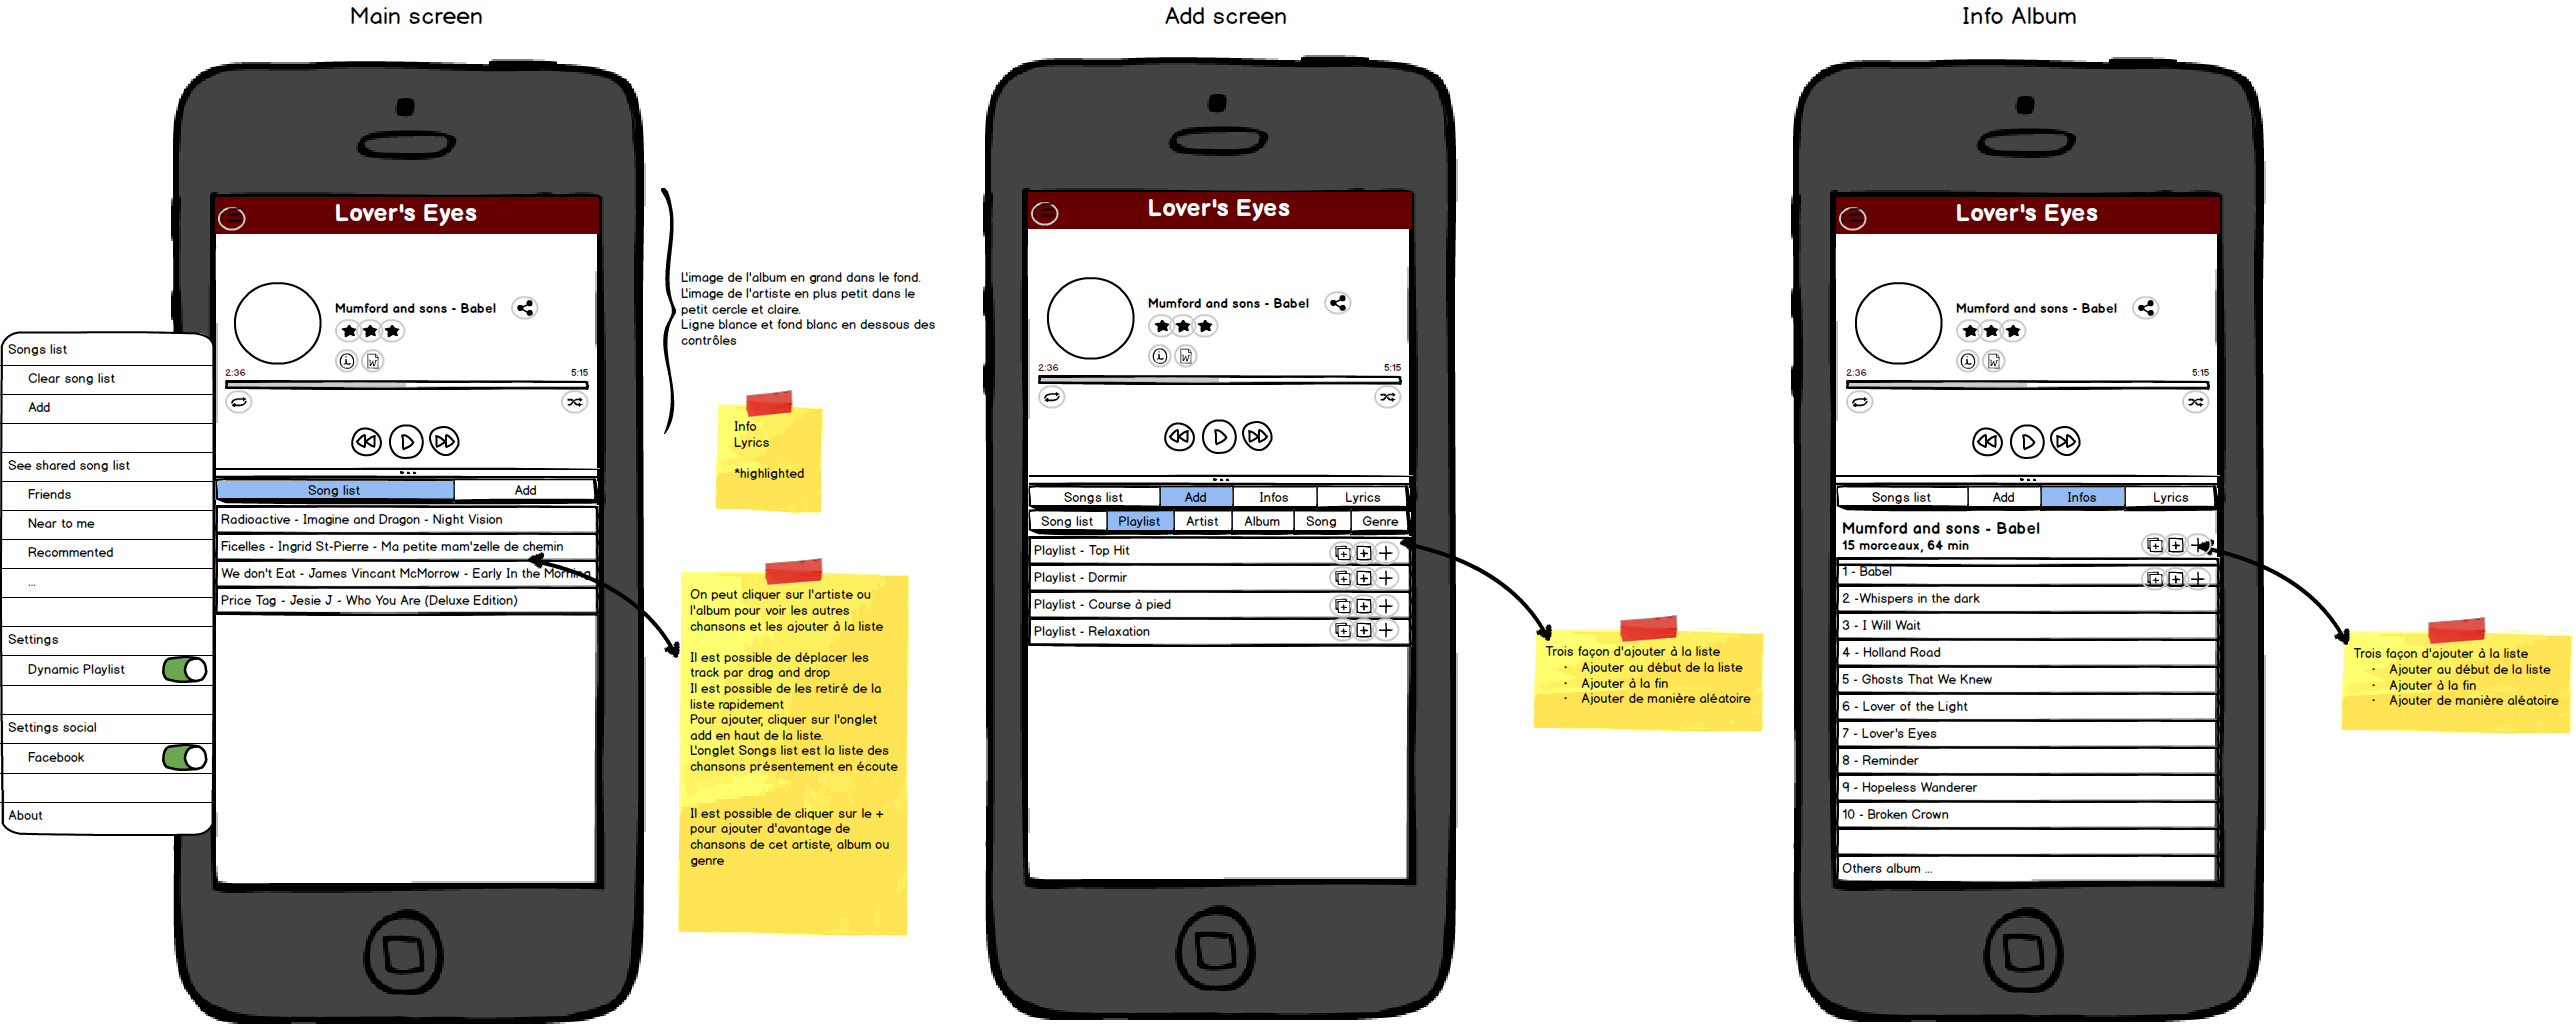 Main screen
Songs list
Clear song list
Add
See shared song list
Friends
Near to me
Recommented
...
Settings
Dynamic Playlist
Settings social
Facebook
About
Lover's Eyes
Mumford and sons - Babel
2:36
5:15
Song list
Add
Radioactive - Imagine and Dragon - Night Vision
Ficelles - Ingrid St-Pierre - Ma petite mam'zelle de chemin
We don't Eat - James Vincant McMorrow - Early In the Morning
Price Tag - Jesie J - Who You Are (Deluxe Edition)
L'image de l'album en grand dans le fond.
L'image de l'artiste en plus petit dans le
petit cercle et claire.
Ligne blance et fond blanc en dessous des
contrôles
Info
Lyrics
*highlighted
On peut cliquer sur l'artiste ou
l'album pour voir les autres
chansons et les ajouter à la liste
Il est possible de déplacer les
track par drag and drop
Il est possible de les retiré de la
liste rapidement
Pour ajouter, cliquer sur l'onglet
add en haut de la liste.
L'onglet Songs list est la liste des
chansons présentement en écoute
Il est possible de cliquer sur le +
pour ajouter d'avantage de
chansons de cet artiste, album ou
genre
Add screen
Lover's Eyes
Mumford and sons - Babel
2:36
5:15
Songs list
Add
Infos
Lyrics
Song list
Playlist
Artist
Album
Song
Genre
Playlist - Top Hit
Playlist - Dormir
Playlist - Course à pied
Playlist - Relaxation
Trois façon d'ajouter à la liste
· Ajouter au début de la liste
· Ajouter à la fin
· Ajouter de manière aléatoire
Info Album
Lover's Eyes
Mumford and sons - Babel
2:36
5:15
Songs list
Add
Infos
Lyrics
Mumford and sons - Babel
15 morceaux, 64 min
1 - Babel
2 -Whispers in the dark
3 - I Will Wait
4 - Holland Road
5 - Ghosts That We Knew
6 - Lover of the Light
7 - Lover's Eyes
8 - Reminder
9 - Hopeless Wanderer
10 - Broken Crown
Others album ...
Trois façon d'ajouter à la liste
· Ajouter au début de la liste
· Ajouter à la fin
· Ajouter de manière aléatoire